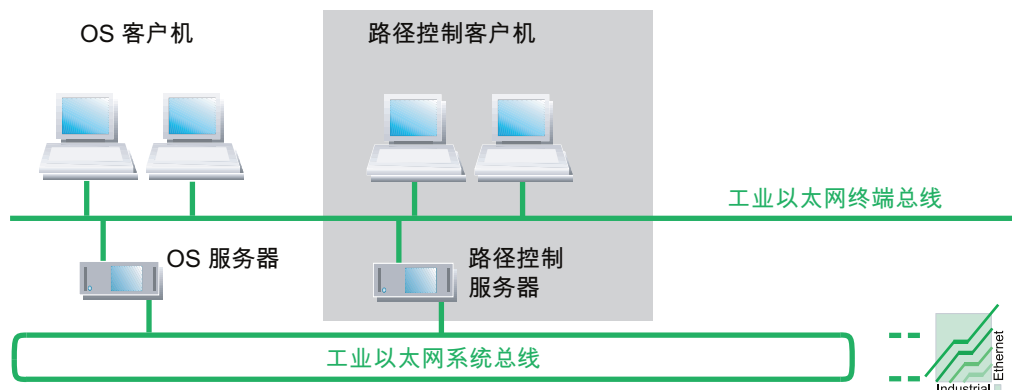 OS 客户机
路径控制客户机
工业以太网终端总线
OS 服务器
路径控制
服务器
工业以太网系统总线
Industrial
Ethernet